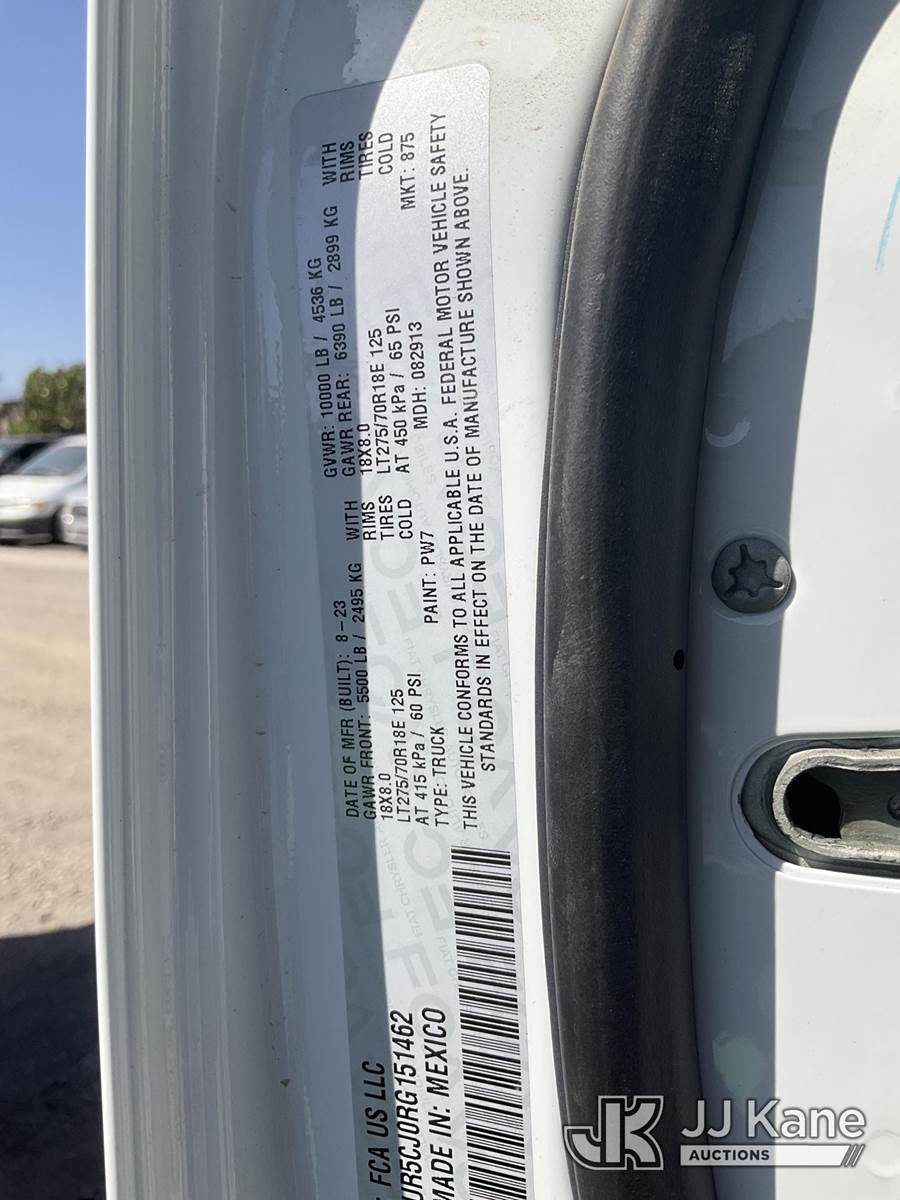 FCA US LLC
UR5CJ0RG151462
MADE IN: MEXICO
DATE OF MFR (BUILT): 8-23
GAWR FRONT: 5500 LB / 2495 KG WITH
18X8.0 RIMS
LT275/70R18E 125 TIRES
AT 415 kPa / 60 PSI COLD
TYPE: TRUCK PAINT: PW7
GVWR: 10000 LB / 4536 KG
GAWR REAR: 6390 LB / 2899 KG WITH
18X8.0 RIMS
LT275/70R18E 125 TIRES
AT 450 kPa / 65 PSI COLD
MDH: 082913 MKT: 875
THIS VEHICLE CONFORMS TO ALL APPLICABLE U.S.A. FEDERAL MOTOR VEHICLE SAFETY
STANDARDS IN EFFECT ON THE DATE OF MANUFACTURE SHOWN ABOVE.
JK JJ Kane
AUCTIONS